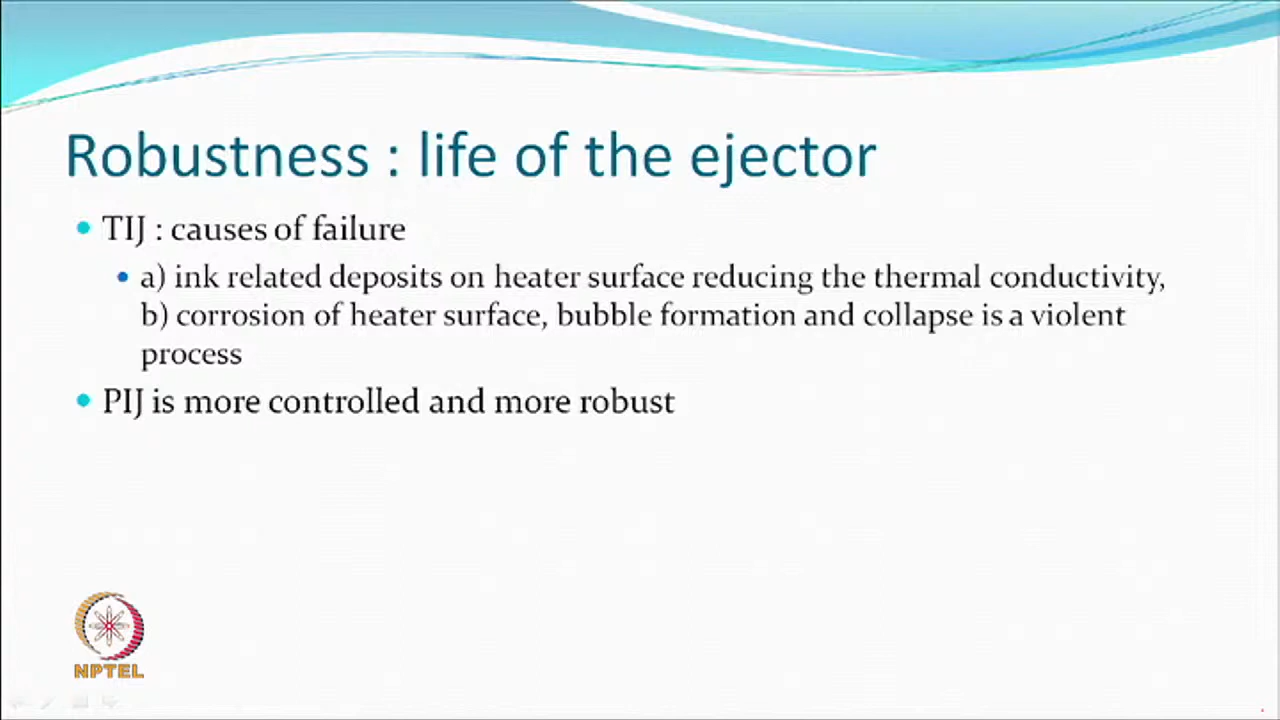 Robustness : life of the ejector
TIJ : causes of failure
a) ink related deposits on heater surface reducing the thermal conductivity,
b) corrosion of heater surface, bubble formation and collapse is a violent
process
PIJ is more controlled and more robust
NPTEL